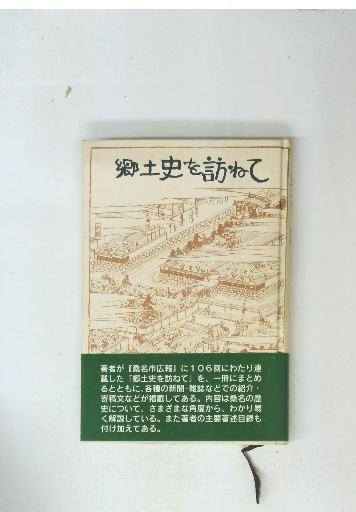 郷土史を訪ねて
著者が『桑名市広報』に106回にわたり連
載した「郷土史を訪ねて」を、一冊にまとめ
るとともに、各種の新聞・雑誌などでの紹介・
寄稿文などが掲載してある。内容は桑名の歴
史について、さまざまな角度から、わかり易
く解説している。また著者の主要著述目録も
付け加えてある。